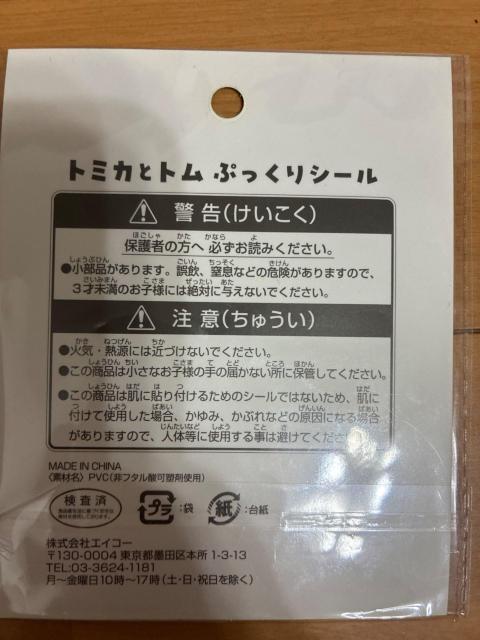 トミカとトム ぷっくりシール
警告(けいこく)
保護者の方へ 必ずお読みください。
●小部品があります。誤飲、窒息などの危険がありますので、
3才未満のお子様には絶対に与えないでください。
注意(ちゅうい)
●火気・熱源には近づけないでください。
●この商品は小さなお子様の手の届かない所に保管してください。
●この商品は肌に貼り付けるためのシールではないため、肌に
付けて使用した場合、かゆみ、かぶれなどの原因になる場合
がありますので、人体等に使用する事は避けてください。
MADE IN CHINA
〈素材名〉PVC(非フタル酸可塑剤使用)
検査済
プラ:袋
紙:台紙
株式会社エイコー
〒130-0004 東京都墨田区本所1-3-13
TEL:03-3624-1181
月～金曜日10時～17時(土・日・祝日を除く)